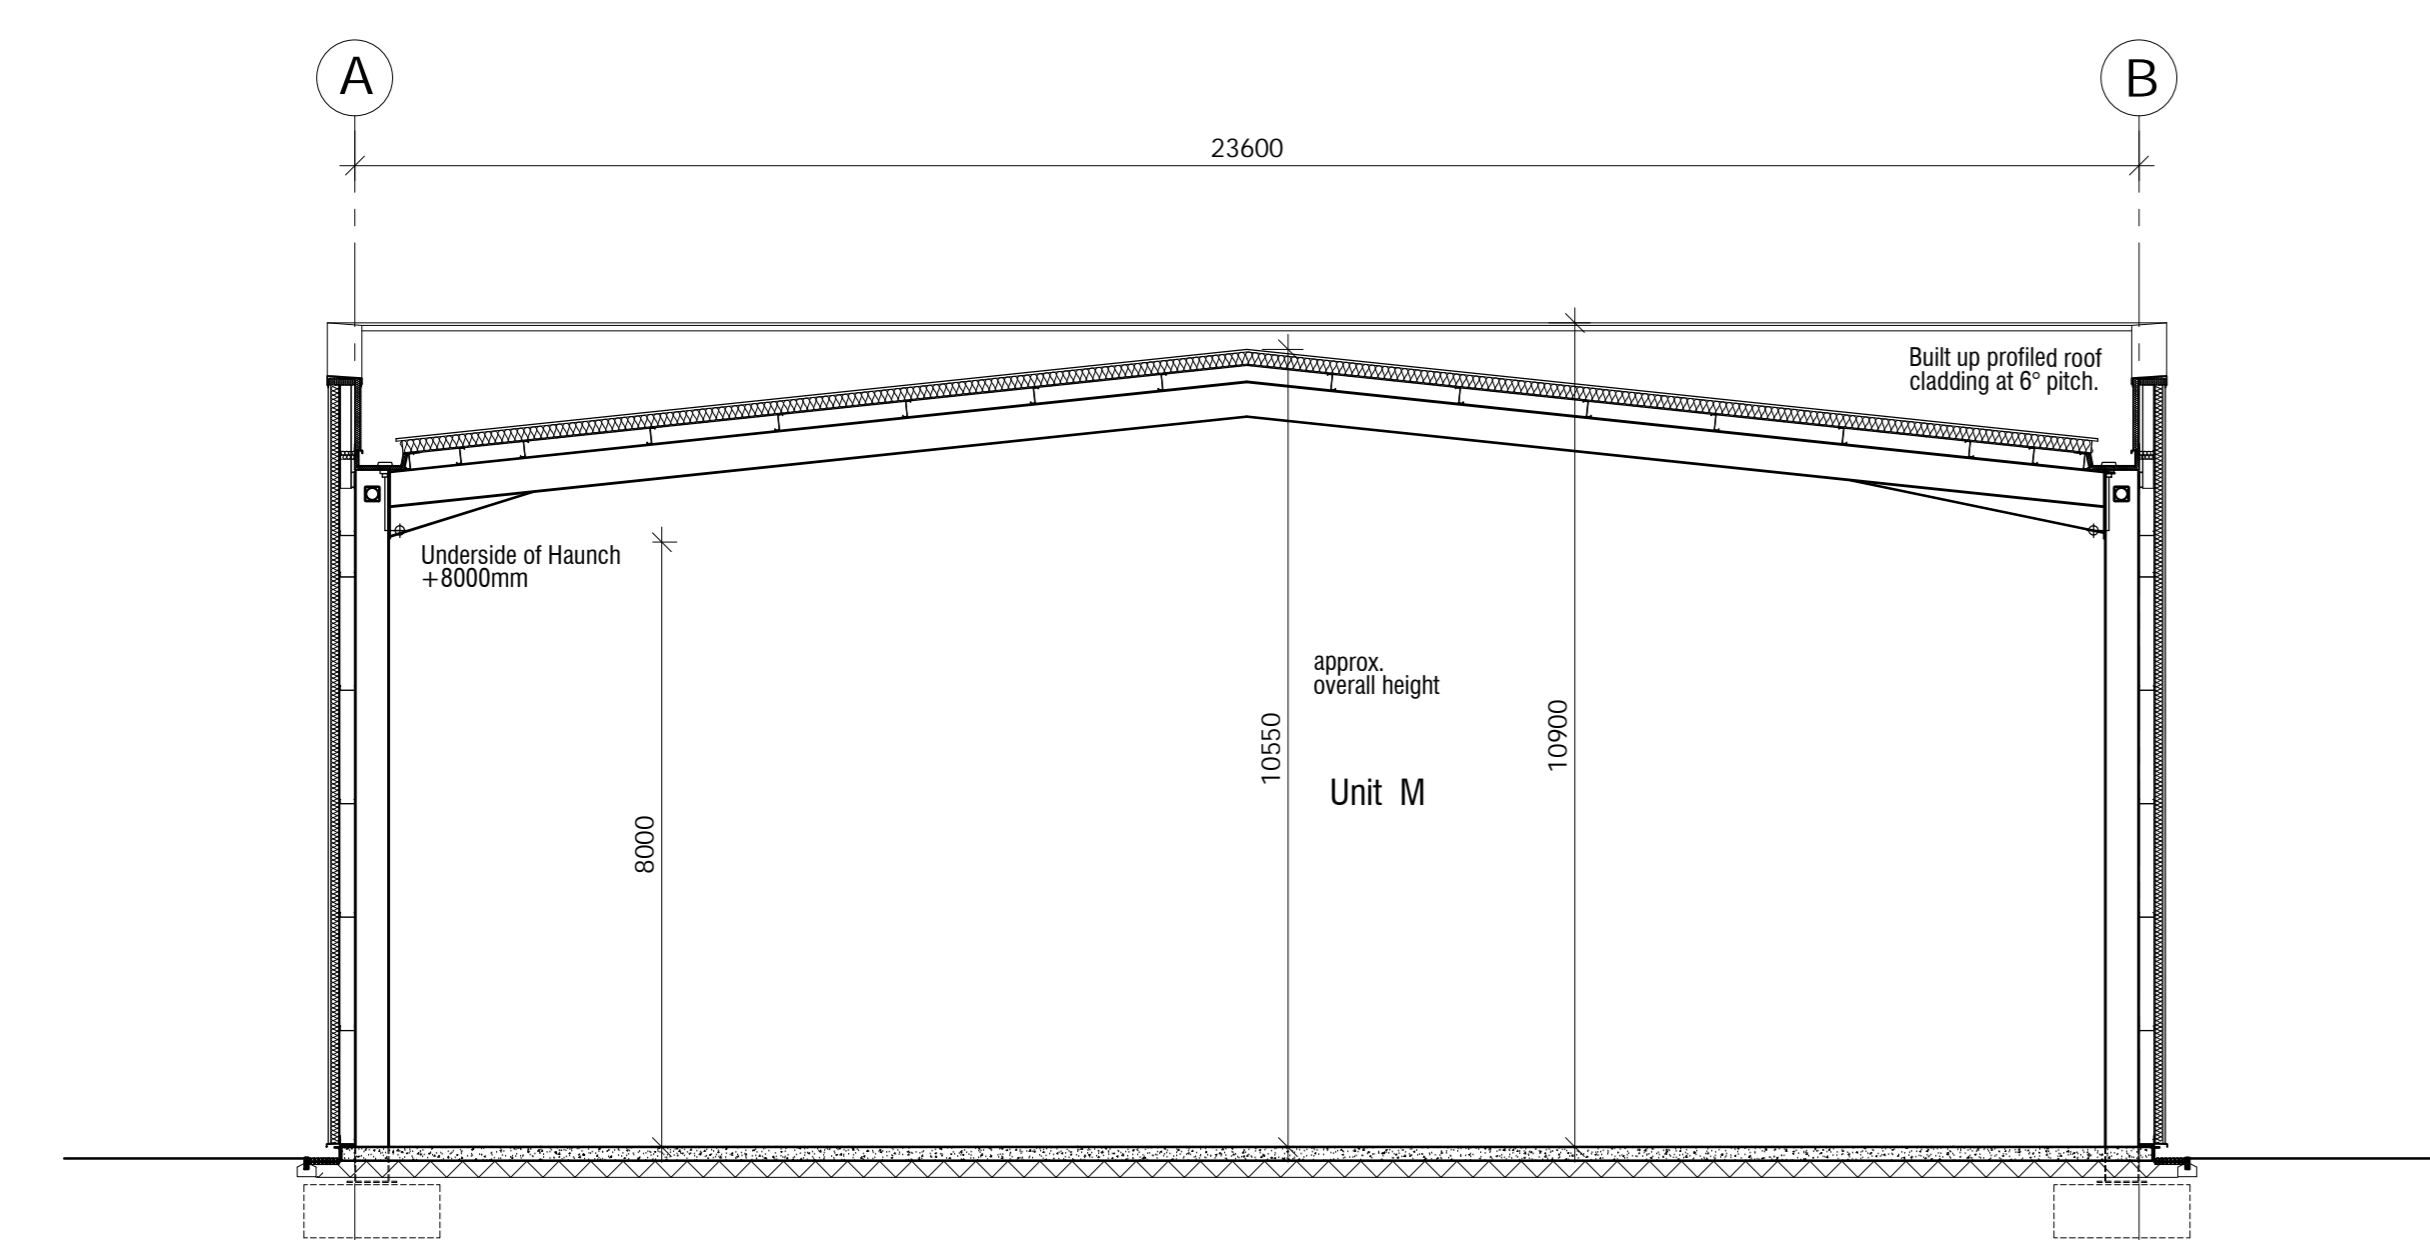 A
B
23600
Built up profiled roof
cladding at 6° pitch.
Underside of Haunch
+8000mm
approx.
overall height
10550
10900
Unit M
8000